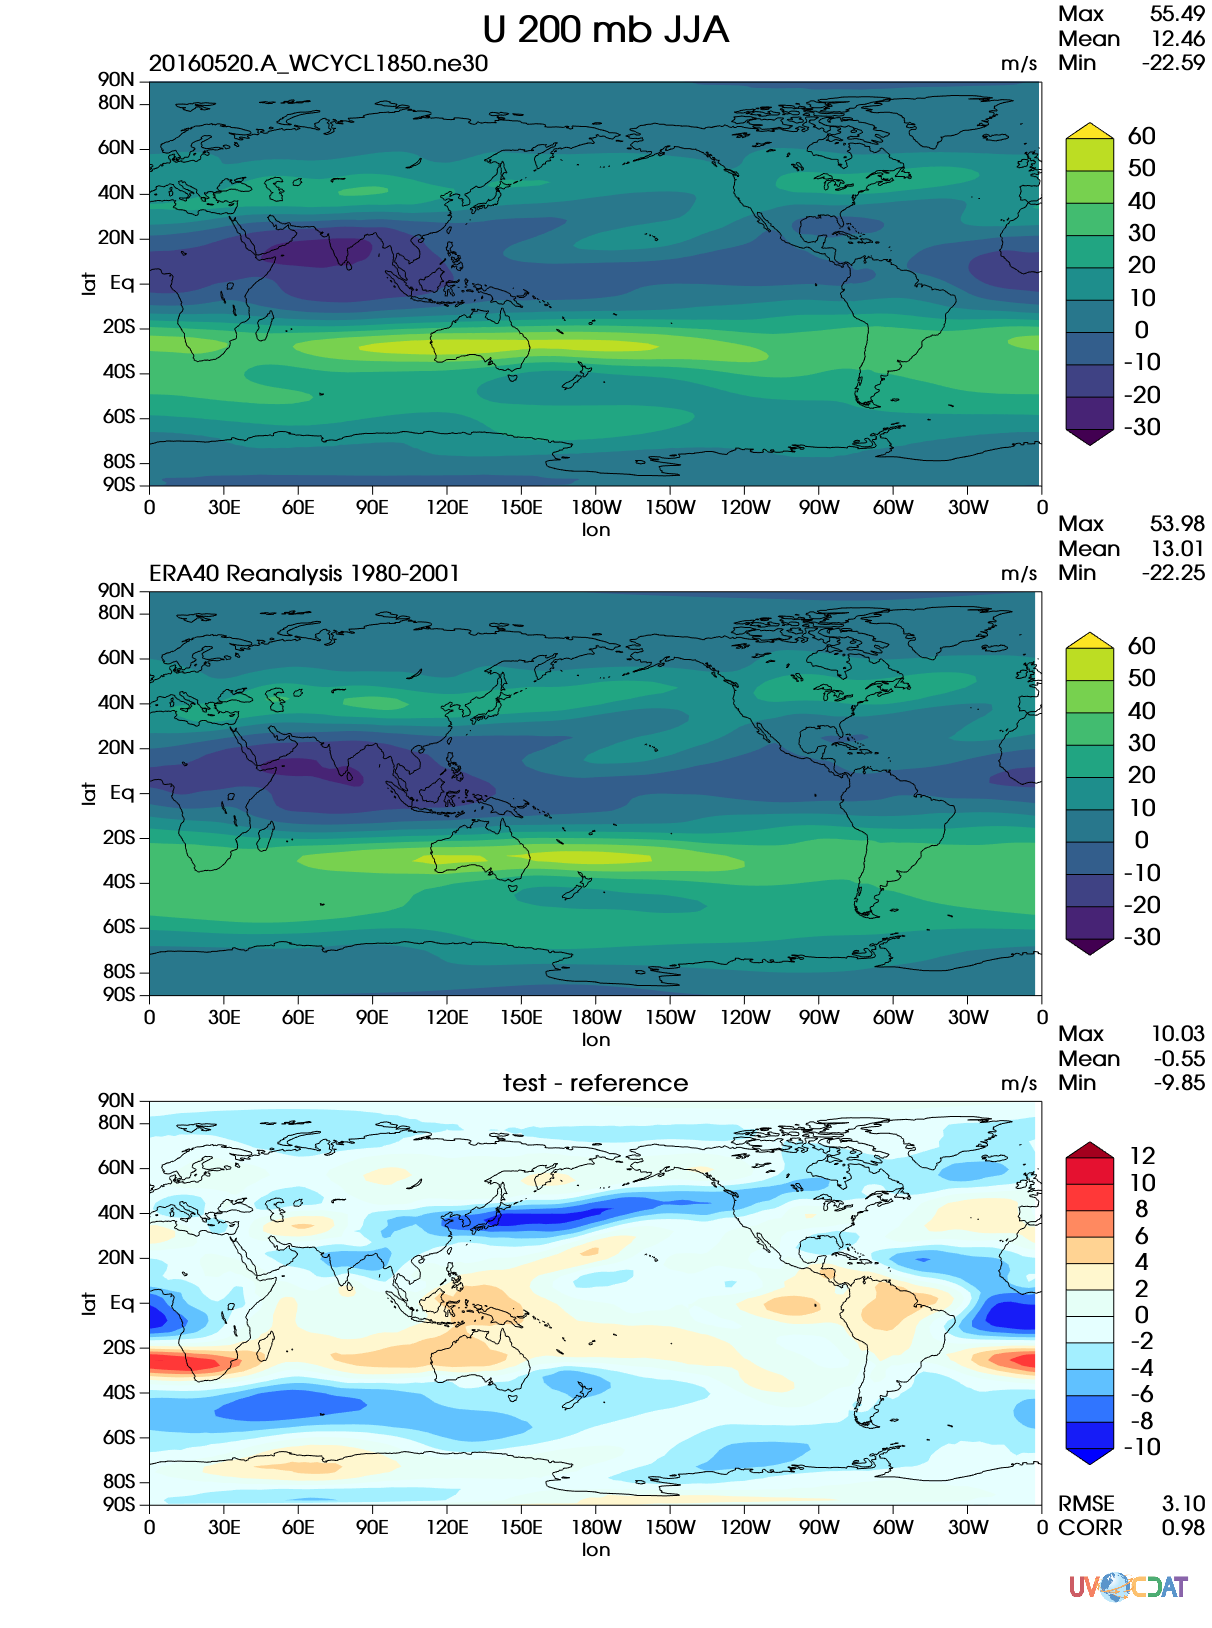 U 200 mb JJA
Max 55.49
Mean 12.46
Min -22.59
20160520.A_WCYCL1850.ne30
m/s
90N
80N
60N
40N
20N
Eq
20S
40S
60S
80S
90S
lat
0 30E 60E 90E 120E 150E 180W 150W 120W 90W 60W 30W 0
lon
60
50
40
30
20
10
0
-10
-20
-30
Max 53.98
Mean 13.01
Min -22.25
ERA40 Reanalysis 1980-2001
m/s
90N
80N
60N
40N
20N
Eq
20S
40S
60S
80S
90S
lat
0 30E 60E 90E 120E 150E 180W 150W 120W 90W 60W 30W 0
lon
60
50
40
30
20
10
0
-10
-20
-30
Max 10.03
Mean -0.55
Min -9.85
test - reference
m/s
90N
80N
60N
40N
20N
Eq
20S
40S
60S
80S
90S
lat
0 30E 60E 90E 120E 150E 180W 150W 120W 90W 60W 30W 0
lon
12
10
8
6
4
2
0
-2
-4
-6
-8
-10
RMSE 3.10
CORR 0.98
UV CDAT